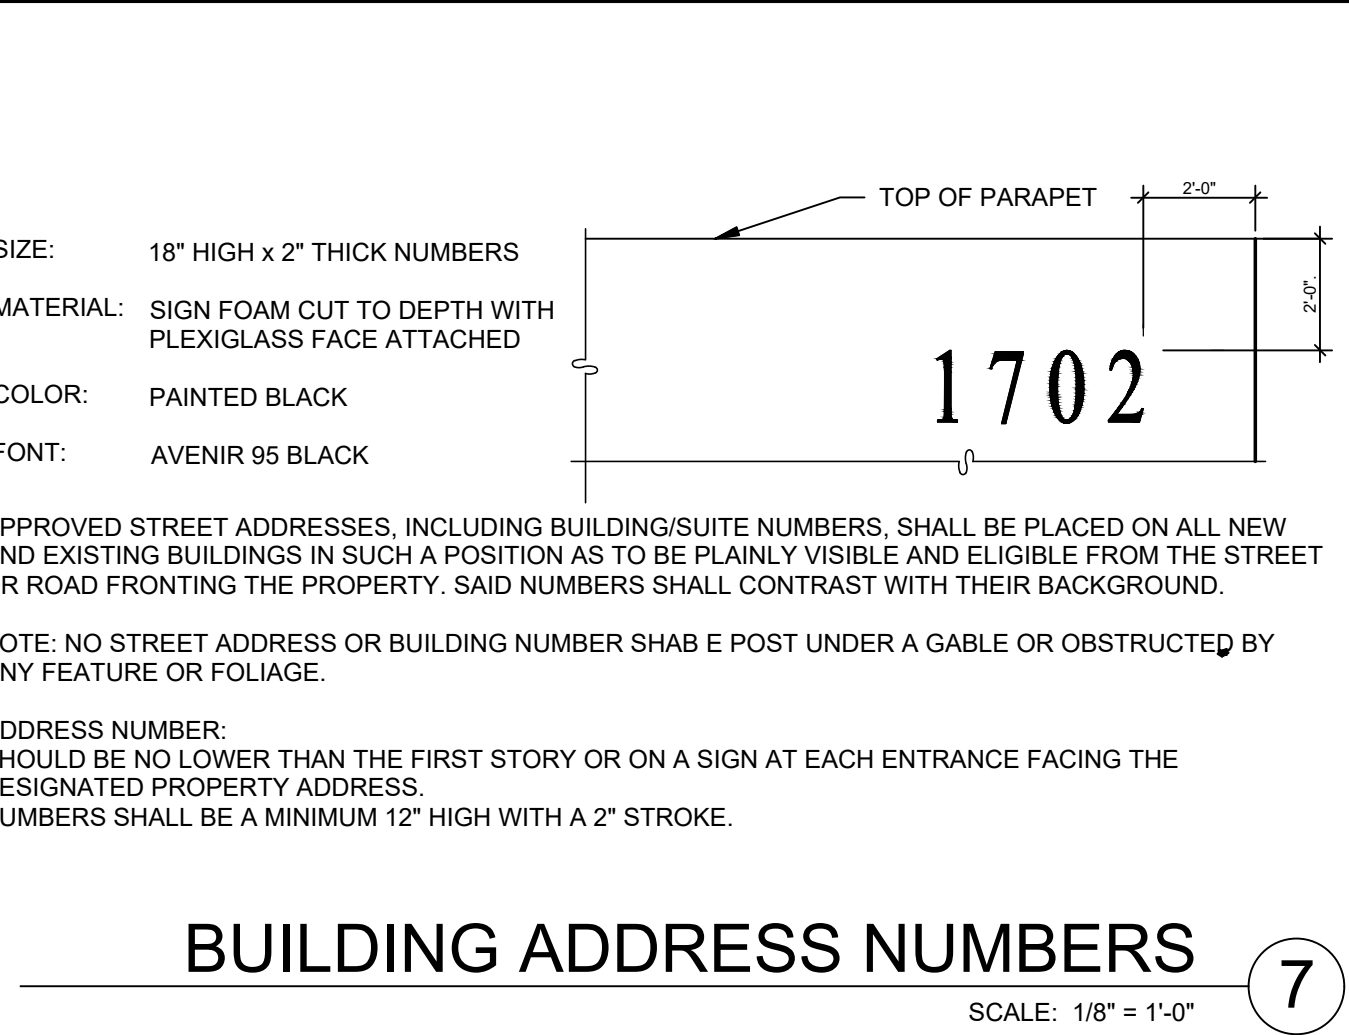 TOP OF PARAPET
2'-0"
2'-0".
SIZE: 18" HIGH x 2" THICK NUMBERS
MATERIAL: SIGN FOAM CUT TO DEPTH WITH
PLEXIGLASS FACE ATTACHED
COLOR: PAINTED BLACK
FONT: AVENIR 95 BLACK
1702
PPROVED STREET ADDRESSES, INCLUDING BUILDING/SUITE NUMBERS, SHALL BE PLACED ON ALL NEW
ND EXISTING BUILDINGS IN SUCH A POSITION AS TO BE PLAINLY VISIBLE AND ELIGIBLE FROM THE STREET
R ROAD FRONTING THE PROPERTY. SAID NUMBERS SHALL CONTRAST WITH THEIR BACKGROUND.
OTE: NO STREET ADDRESS OR BUILDING NUMBER SHAB E POST UNDER A GABLE OR OBSTRUCTED BY
NY FEATURE OR FOLIAGE.
DDRESS NUMBER:
HOULD BE NO LOWER THAN THE FIRST STORY OR ON A SIGN AT EACH ENTRANCE FACING THE
ESIGNATED PROPERTY ADDRESS.
UMBERS SHALL BE A MINIMUM 12" HIGH WITH A 2" STROKE.
BUILDING ADDRESS NUMBERS
7
SCALE: 1/8" = 1'-0"